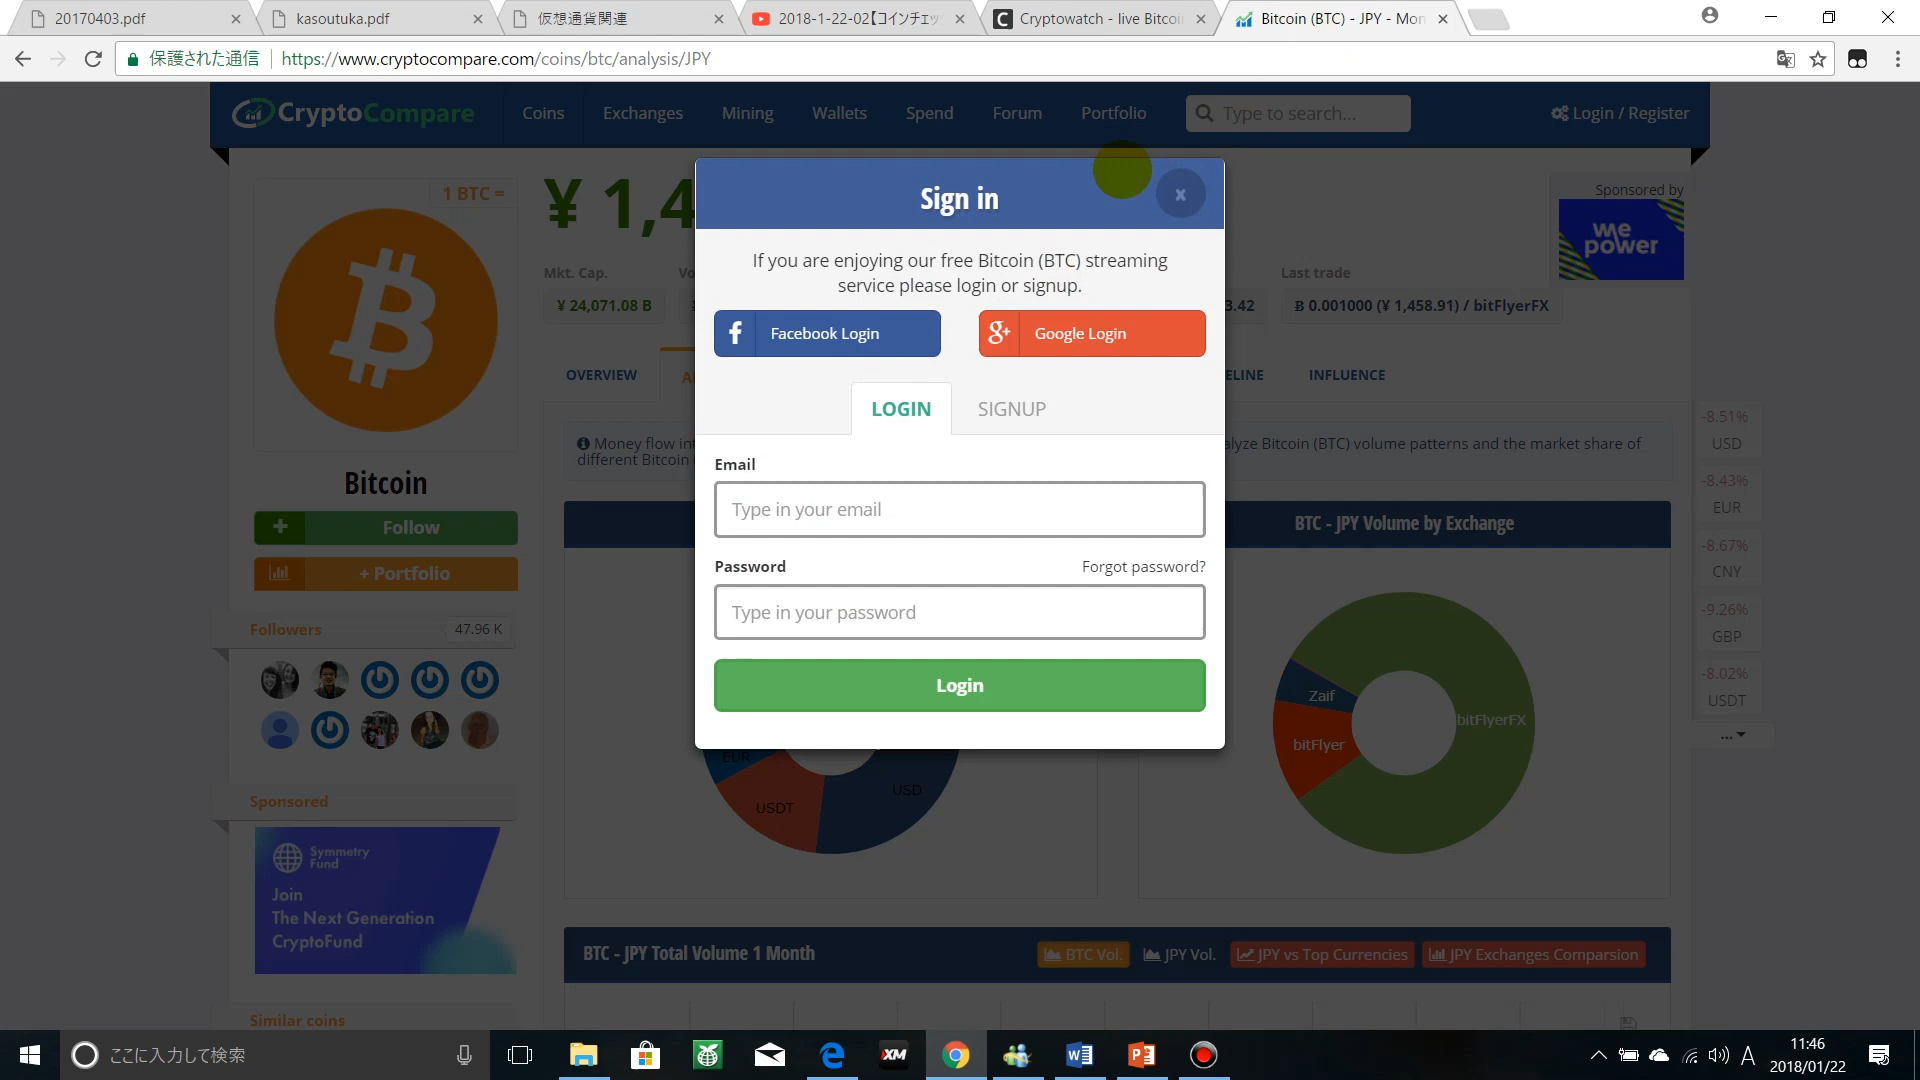 20170403.pdf
kasoutuka.pdf
仮想通貨関連
2018-1-22-02【コインチェッ
Cryptowatch - live Bitcoi
Bitcoin (BTC) - JPY - Mon
保護された通信
https://www.cryptocompare.com/coins/btc/analysis/JPY
CryptoCompare
Coins
Exchanges
Mining
Wallets
Spend
Forum
Portfolio
Type to search...
Login / Register
1 BTC =
¥ 1,4
Sponsored by
we
power
Sign in
x
If you are enjoying our free Bitcoin (BTC) streaming
service please login or signup.
Mkt. Cap.
Vo
Last trade
¥ 24,071.08 B
3.42
Ƀ 0.001000 (¥ 1,458.91) / bitFlyerFX
Facebook Login
Google Login
OVERVIEW
A
ELINE
INFLUENCE
LOGIN
SIGNUP
Money flow in
alyze Bitcoin (BTC) volume patterns and the market share of
different Bitcoin
Bitcoin
Follow
+ Portfolio
Followers
47.96 K
Email
Type in your email
Password
Forgot password?
Type in your password
Login
BTC - JPY Volume by Exchange
Zaif
bitFlyer
bitFlyerFX
-8.51%
USD
-8.43%
EUR
-8.67%
CNY
-9.26%
GBP
-8.02%
USDT
...
EUR
USDT
USD
Sponsored
Symmetry
Fund
Join
The Next Generation
CryptoFund
Similar coins
BTC - JPY Total Volume 1 Month
BTC Vol.
JPY Vol.
JPY vs Top Currencies
JPY Exchanges Comparsion
ここに入力して検索
XM
A
11:46
2018/01/22